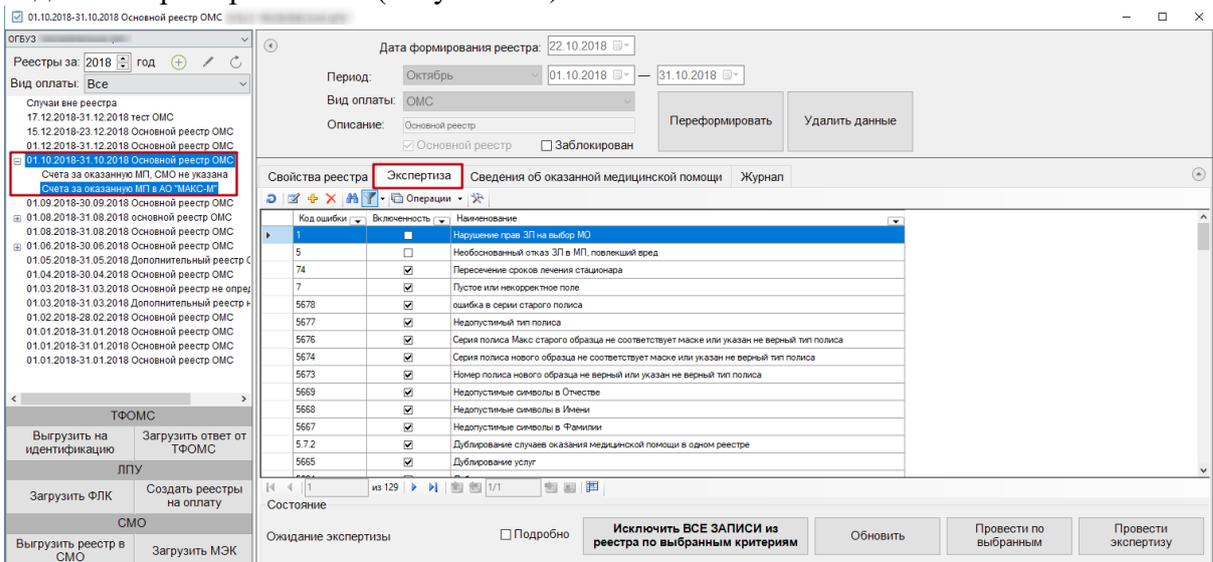 01.10.2018-31.10.2018 Основной реестр ОМС
ОГБУЗ
Реестры за: 2018 год
Вид оплаты: Все
Случаи вне реестра
17.12.2018-31.12.2018 тест ОМС
15.12.2018-23.12.2018 Основной реестр ОМС
01.12.2018-31.12.2018 Основной реестр ОМС
01.10.2018-31.10.2018 Основной реестр ОМС
Счета за оказанную МП, СМО не указана
Счета за оказанную МП в АО "МАКС-М"
01.09.2018-30.09.2018 Основной реестр ОМС
01.08.2018-31.08.2018 основной реестр ОМС
01.08.2018-31.08.2018 Основной реестр ОМС
01.06.2018-30.06.2018 Основной реестр ОМС
01.05.2018-31.05.2018 Дополнительный реестр
01.04.2018-30.04.2018 Основной реестр ОМС
01.03.2018-31.03.2018 Основной реестр не опред
01.03.2018-31.03.2018 Дополнительный реестр н
01.02.2018-28.02.2018 Основной реестр ОМС
01.01.2018-31.01.2018 Основной реестр ОМС
01.01.2018-31.01.2018 Основной реестр ОМС
01.01.2018-31.01.2018 Основной реестр ОМС
ТФОМС
Выгрузить на идентификацию
Загрузить ответ от ТФОМС
ЛПУ
Загрузить ФЛК
Создать реестры на оплату
СМО
Выгрузить реестр в СМО
Загрузить МЭК
Дата формирования реестра: 22.10.2018
Период: Октябрь 01.10.2018 — 31.10.2018
Вид оплаты: ОМС
Описание: Основной реестр
Основной реестр Заблокирован
Переформировать Удалить данные
Свойства реестра Экспертиза Сведения об оказанной медицинской помощи Журнал
Операции
Код ошибки Включенность Наименование
1 Нарушение прав ЗЛ на выбор МО
5 Необоснованный отказ ЗЛ в МП, повлекший вред
74 Пересечение сроков лечения стационара
7 Пустое или некорректное поле
5678 ошибка в серии старого полиса
5677 Недопустимый тип полиса
5676 Серия полиса Макс старого образца не соответствует маске или указан не верный тип полиса
5674 Серия полиса нового образца не соответствует маске или указан не верный тип полиса
5673 Номер полиса нового образца не верный или указан не верный тип полиса
5669 Недопустимые символы в Отчестве
5668 Недопустимые символы в Имени
5667 Недопустимые символы в Фамилии
5.7.2 Дублирование случаев оказания медицинской помощи в одном реестре
5665 Дублирование услуг
1 из 129 1/1
Состояние
Ожидание экспертизы
Подробно
Исключить ВСЕ ЗАПИСИ из реестра по выбранным критериям
Обновить
Провести по выбранным
Провести экспертизу